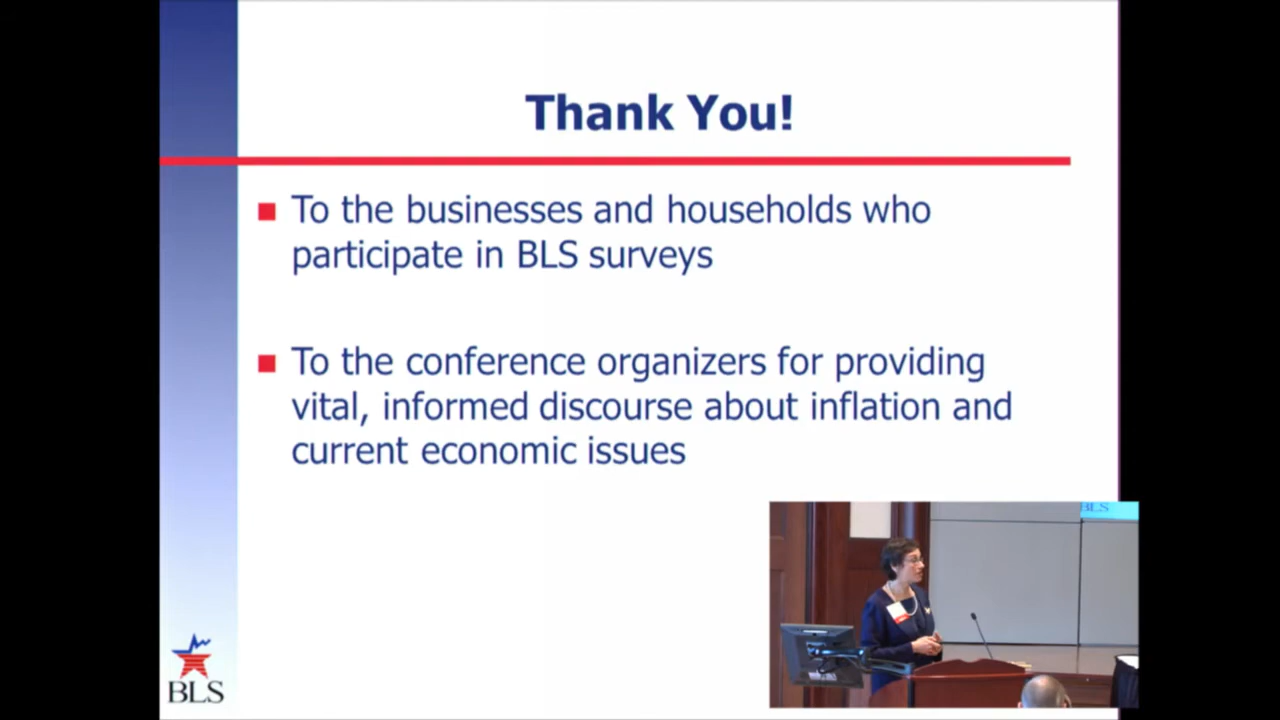 Thank You!
To the businesses and households who
participate in BLS surveys
To the conference organizers for providing
vital, informed discourse about inflation and
current economic issues
BLS
BLS